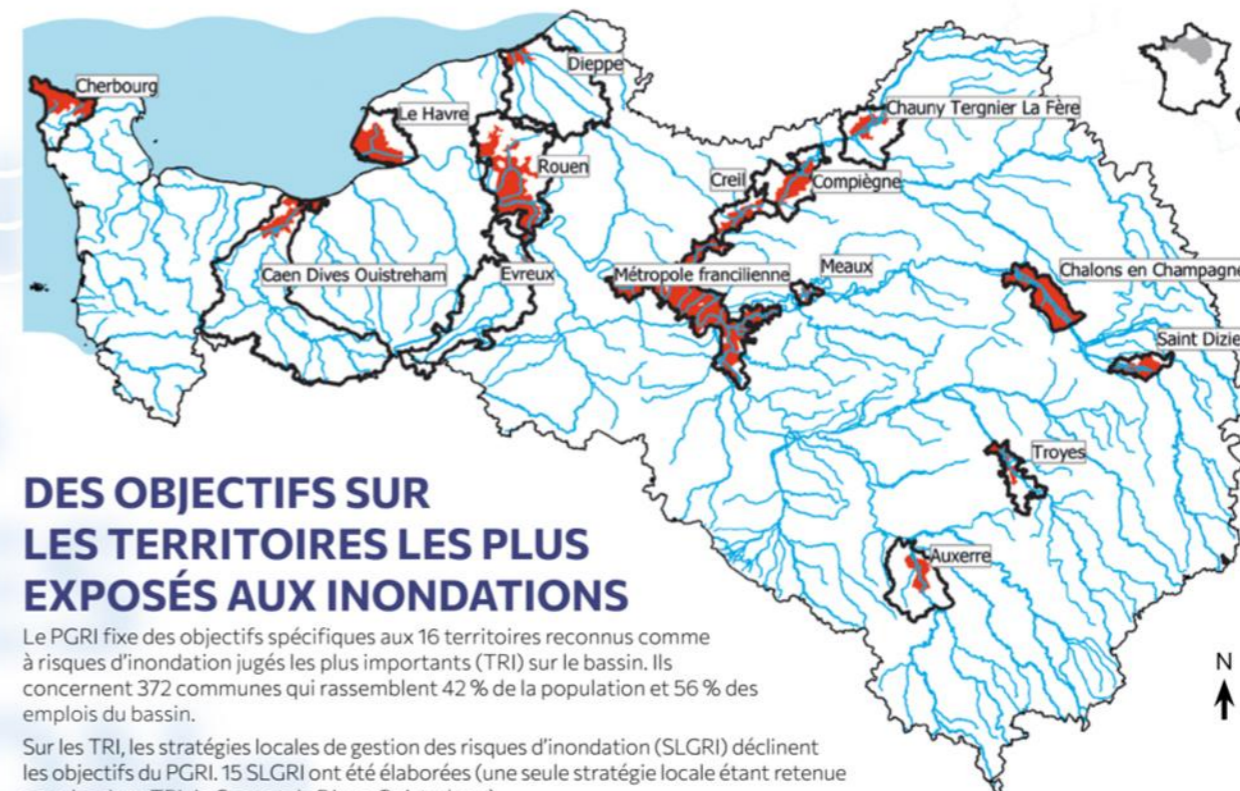 Cherbourg
Dieppe
Le Havre
Chauny Tergnier La Fère
Rouen
Creil
Compiègne
Caen Dives Ouistreham
Evreux
Métropole francilienne
Meaux
Chalons en Champagne
Saint Dizie
Troyes
Auxerre
N
DES OBJECTIFS SUR
LES TERRITOIRES LES PLUS
EXPOSÉS AUX INONDATIONS
Le PGRI fixe des objectifs spécifiques aux 16 territoires reconnus comme
à risques d'inondation jugés les plus importants (TRI) sur le bassin. Ils
concernent 372 communes qui rassemblent 42 % de la population et 56 % des
emplois du bassin.
Sur les TRI, les stratégies locales de gestion des risques d'inondation (SLGRI) déclinent
les objectifs du PGRI. 15 SLGRI ont été élaborées (une seule stratégie locale étant retenue